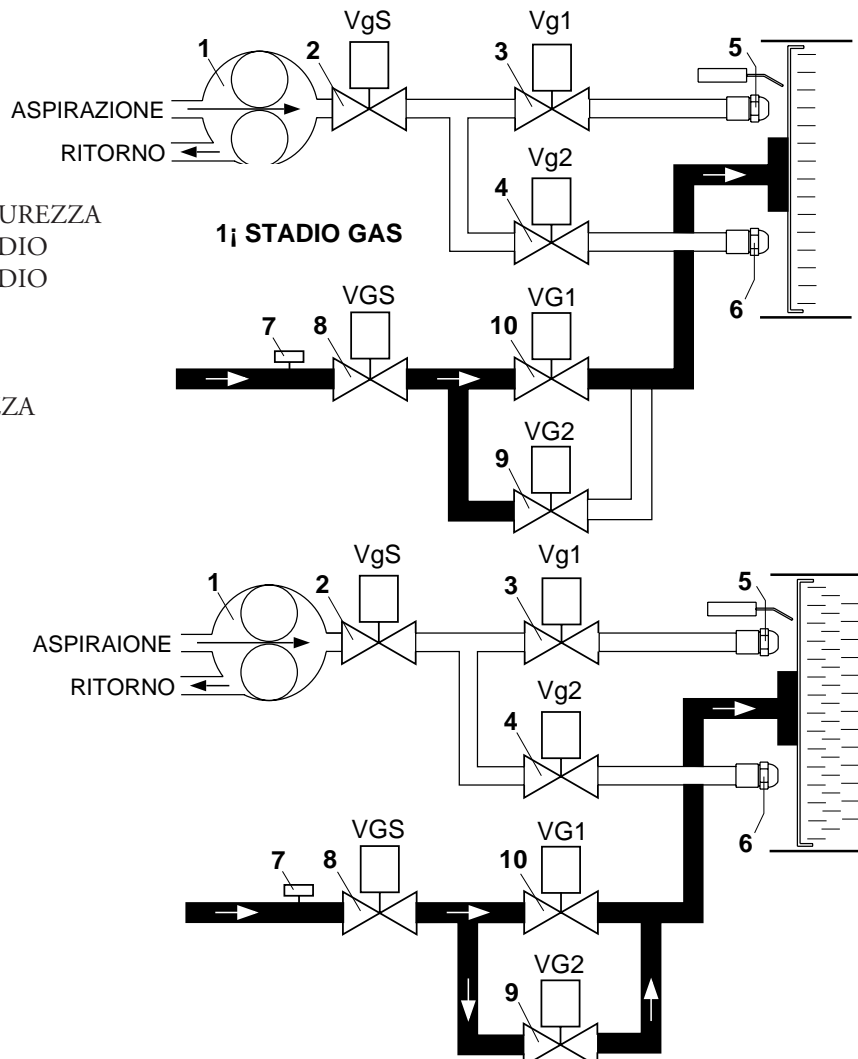 VgS
Vg1
1
2
3
5
ASPIRAZIONE
RITORNO
Vg2
4
UREZZA
DIO
DIO
1¡ STADIO GAS
6
VGS
VG1
7
8
10
ZZA
VG2
9
VgS
Vg1
1
2
3
5
ASPIRAIONE
RITORNO
Vg2
4
6
VGS
VG1
7
8
10
VG2
9